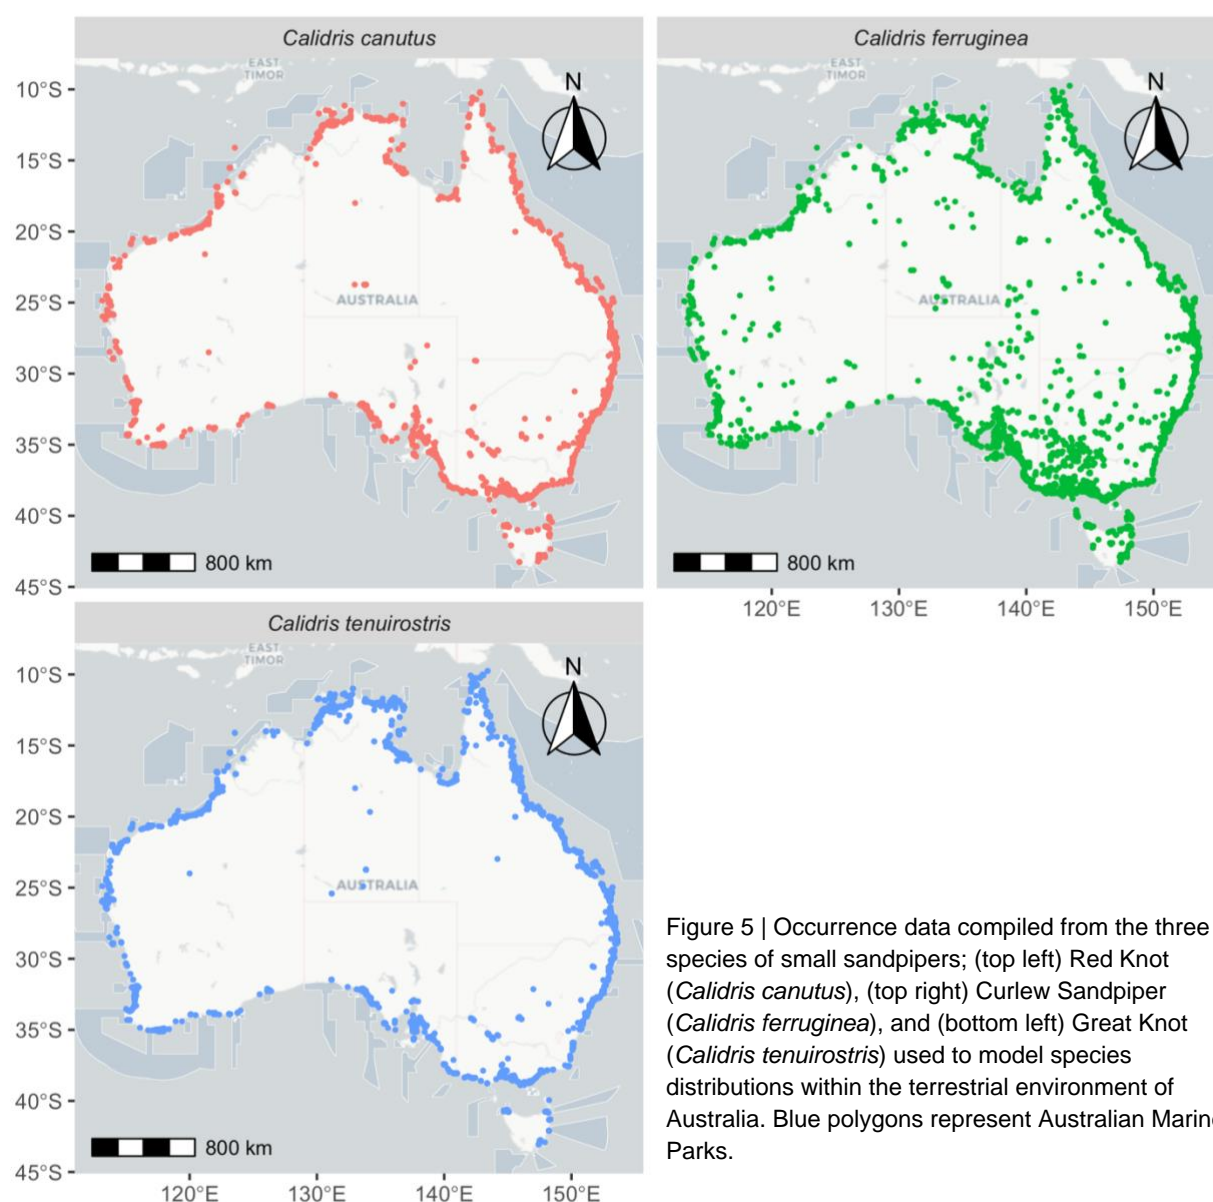 Calidris canutus
Calidris ferruginea
EAST
TIMOR
N
10°S
15°S
20°S
25°S
30°S
35°S
40°S
45°S
AUSTRALIA
800 km
EAST
TIMOR
N
AUSTRALIA
800 km
120°E 130°E 140°E 150°E
Calidris tenuirostris
EAST
TIMOR
N
10°S
15°S
20°S
25°S
30°S
35°S
40°S
45°S
AUSTRALIA
800 km
120°E 130°E 140°E 150°E
Figure 5 | Occurrence data compiled from the three
species of small sandpipers; (top left) Red Knot
(Calidris canutus), (top right) Curlew Sandpiper
(Calidris ferruginea), and (bottom left) Great Knot
(Calidris tenuirostris) used to model species
distributions within the terrestrial environment of
Australia. Blue polygons represent Australian Marin
Parks.